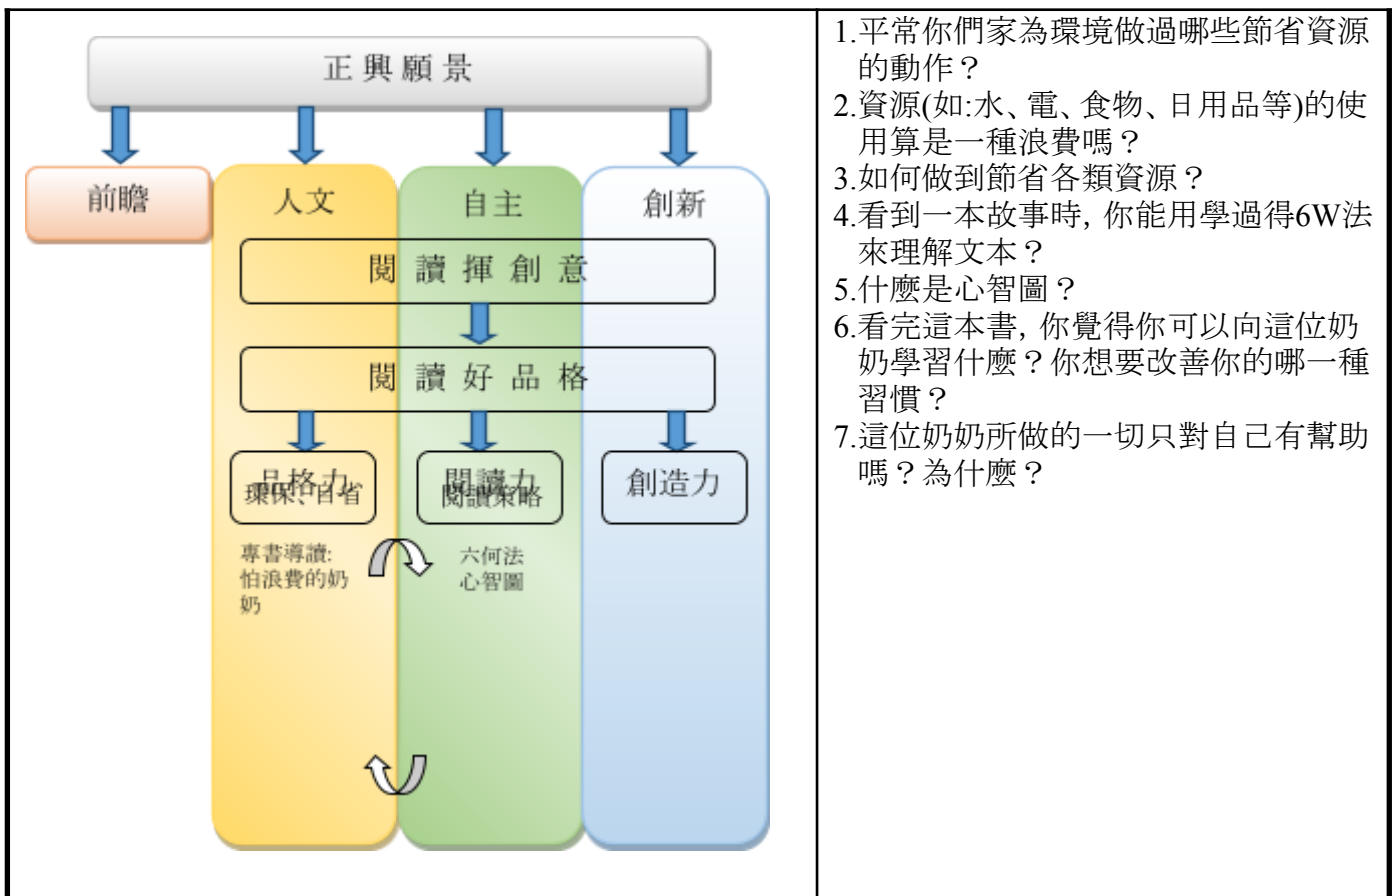 正興願景
前瞻
人文
自主
創新
閱讀揮創意
閱讀好品格
品格力
環保、自省
閱讀力
閱讀策略
創造力
專書導讀:
怕浪費的奶
奶
六何法
心智圖
1.平常你們家為環境做過哪些節省資源
的動作？
2.資源(如:水、電、食物、日用品等)的使
用算是一種浪費嗎？
3.如何做到節省各類資源？
4.看到一本故事時, 你能用學過得6W法
來理解文本？
5.什麼是心智圖？
6.看完這本書, 你覺得你可以向這位奶
奶學習什麼？你想要改善你的哪一種
習慣？
7.這位奶奶所做的一切只對自己有幫助
嗎？為什麼？